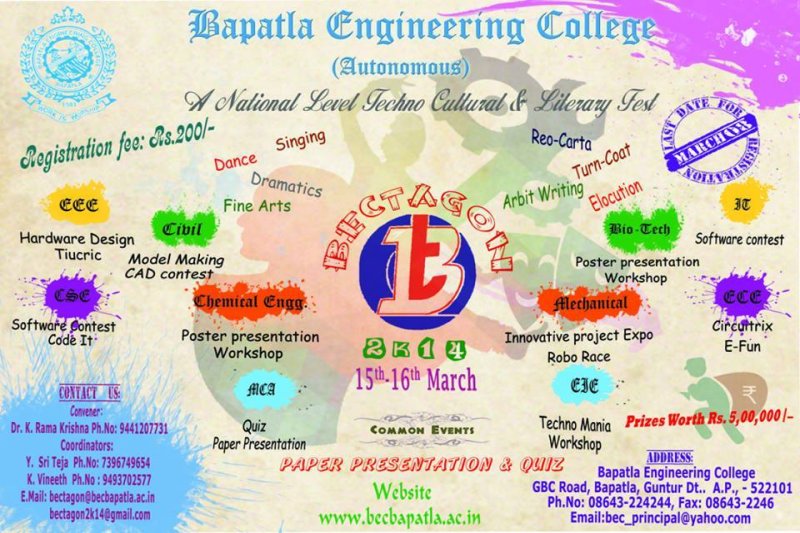 Bapatla Engineering College
(Autonomous)
A National Level Techno Cultural & Literary Fest
Registration fee: Rs.200/-
Singing
Dance
Dramatics
Fine Arts
Reo-Carta
Turn-Coat
Arbit Writing
Elocution
LAST DATE FOR
MARCH
REGISTRATION
EEE
Hardware Design
Tiucric
Civil
Model Making
CAD contest
BECTAGON
2K14
15th-16th March
Bio-Tech
Poster presentation
Workshop
IT
Software contest
CSE
Software Contest
Code It
Chemical Engg.
Poster presentation
Workshop
Mechanical
Innovative project Expo
Robo Race
ECE
Circuitrix
E-Fun
MCA
Quiz
Paper Presentation
EIE
Techno Mania
Workshop
Prizes Worth Rs. 5,00,000/-
COMMON EVENTS
PAPER PRESENTATION & QUIZ
Website
www.becbapatla.ac.in
CONTACT US:
Convener:
Dr. K. Rama Krishna Ph.No: 9441207731
Coordinators:
Y. Sri Teja Ph.No: 7396749654
K. Vineeth Ph.No : 9493702577
E.Mail: bectagon@becbapatla.ac.in
bectagon2k14@gmail.com
ADDRESS:
Bapatla Engineering College
GBC Road, Bapatla, Guntur Dt.. A.P., - 522101
Ph.No: 08643-224244, Fax: 08643-2246
Email:bec_principal@yahoo.com